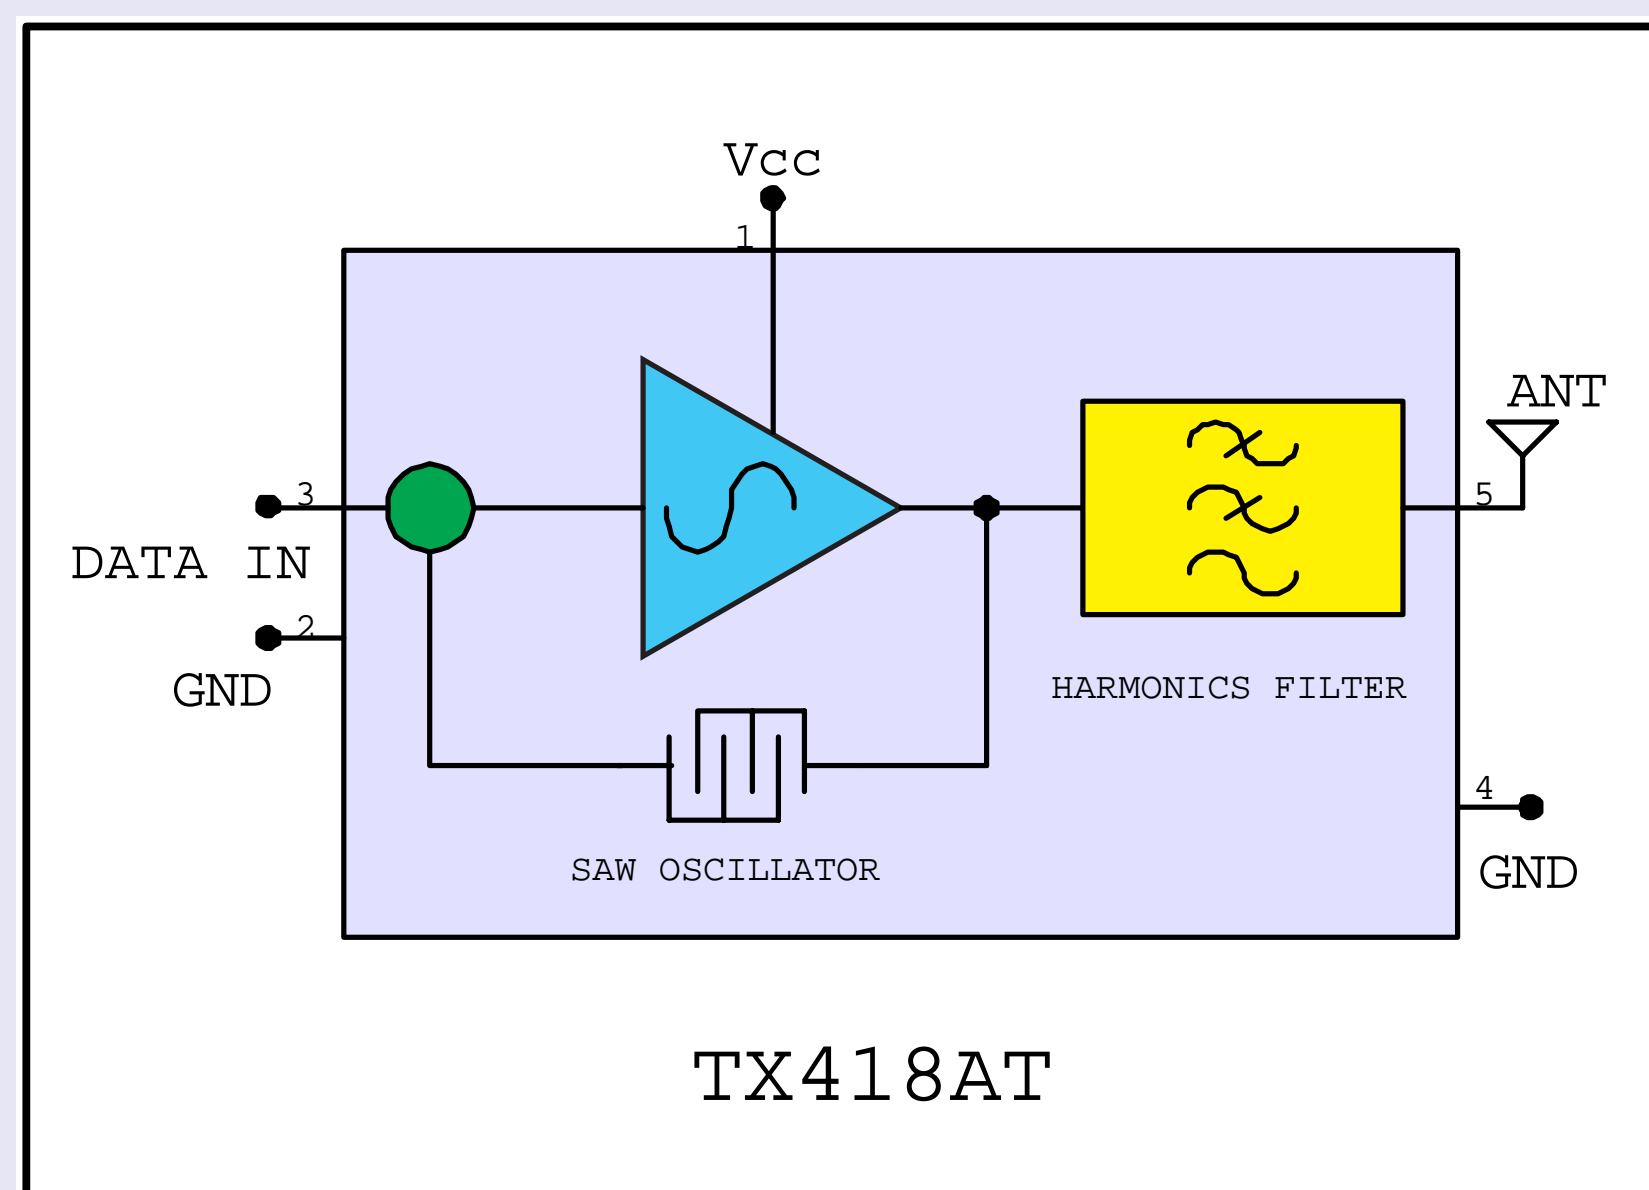 Vcc
1
ANT
3
5
DATA IN
2
GND
HARMONICS FILTER
4
SAW OSCILLATOR
GND
TX418AT